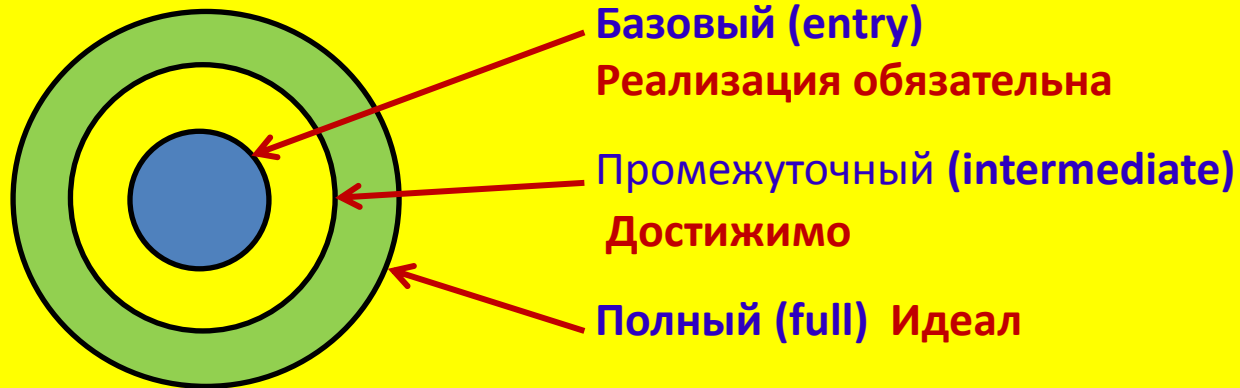 Базовый (entry)
Реализация обязательна
Промежуточный (intermediate)
Достижимо
Полный (full) Идеал